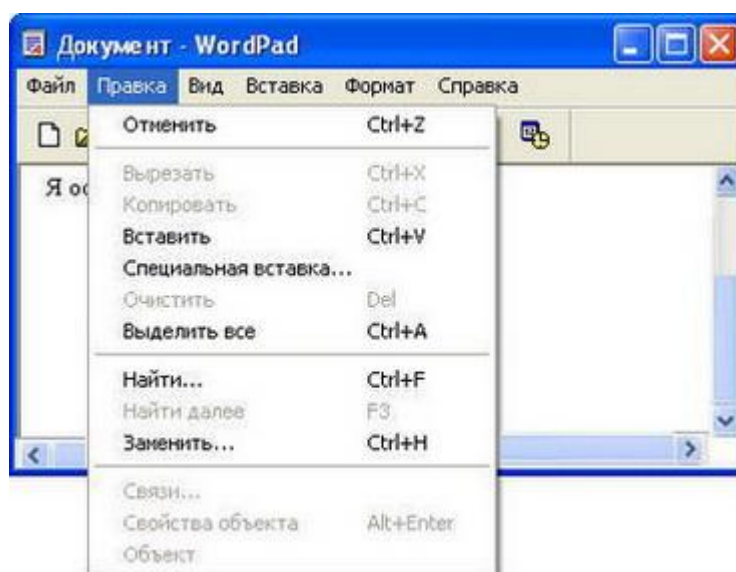 Документ - WordPad
Файл Правка Вид Вставка Формат Справка
Отменить Ctrl+Z
Вырезать Ctrl+X
Копировать Ctrl+C
Вставить Ctrl+V
Специальная вставка...
Очистить Del
Выделить все Ctrl+A
Найти... Ctrl+F
Найти далее F3
Заменить... Ctrl+H
Связи...
Свойства объекта Alt+Enter
Объект
Я